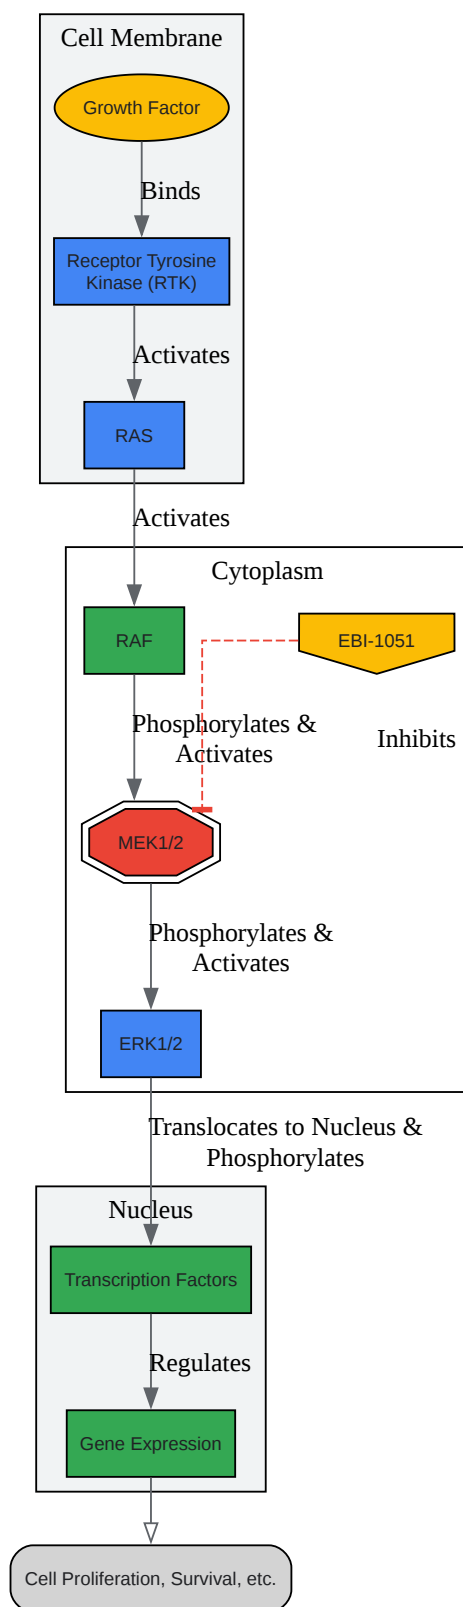 Cell Membrane
Growth Factor
Binds
Receptor Tyrosine
Kinase (RTK)
Activates
RAS
Activates
Cytoplasm
RAF
EBI-1051
Phosphorylates &
Activates
Inhibits
MEK1/2
Phosphorylates &
Activates
ERK1/2
Translocates to Nucleus &
Phosphorylates
Nucleus
Transcription Factors
Regulates
Gene Expression
Cell Proliferation, Survival, etc.